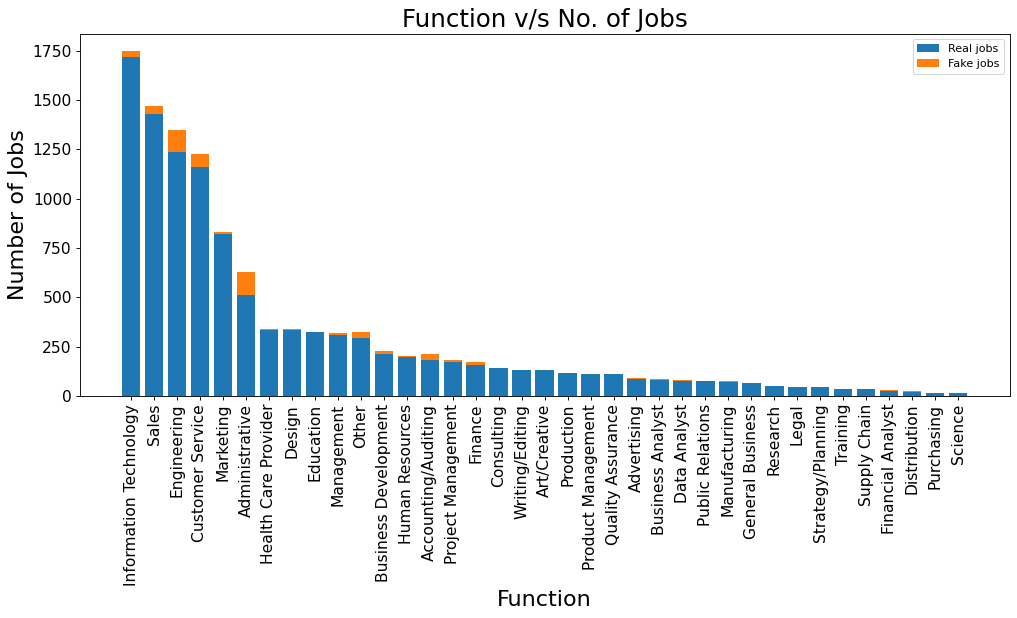 Function v/s No. of Jobs
Real jobs
Fake jobs
Number of Jobs
1750
1500
1250
1000
750
500
250
0
Information Technology
Sales
Engineering
Customer Service
Marketing
Administrative
Health Care Provider
Design
Education
Management
Other
Business Development
Human Resources
Accounting/Auditing
Project Management
Finance
Consulting
Writing/Editing
Art/Creative
Production
Product Management
Quality Assurance
Advertising
Business Analyst
Data Analyst
Public Relations
Manufacturing
General Business
Research
Legal
Strategy/Planning
Training
Supply Chain
Financial Analyst
Distribution
Purchasing
Science
Function